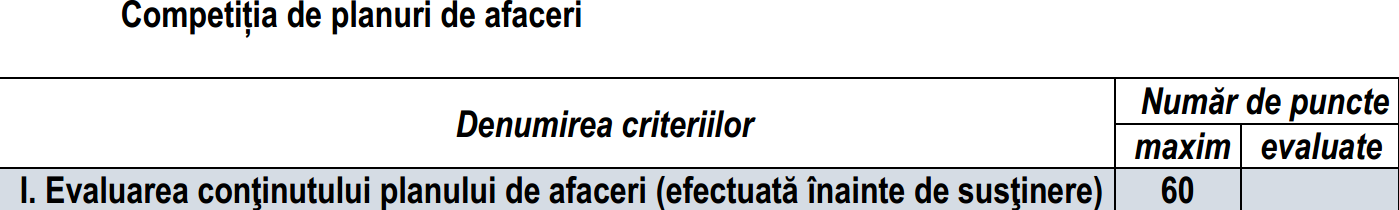 Competiția de planuri de afaceri
Denumirea criteriilor
Număr de puncte
maxim evaluate
I. Evaluarea conţinutului planului de afaceri (efectuată înainte de susţinere) 60